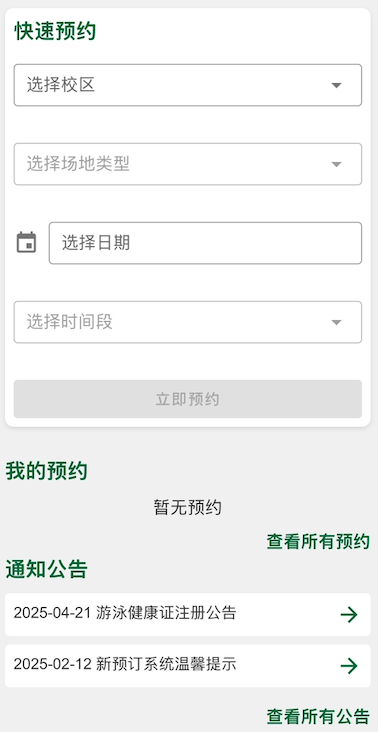 快速预约
选择校区
选择场地类型
选择日期
选择时间段
立即预约
我的预约
暂无预约
查看所有预约
通知公告
2025-04-21 游泳健康证注册公告
2025-02-12 新预订系统温馨提示
查看所有公告